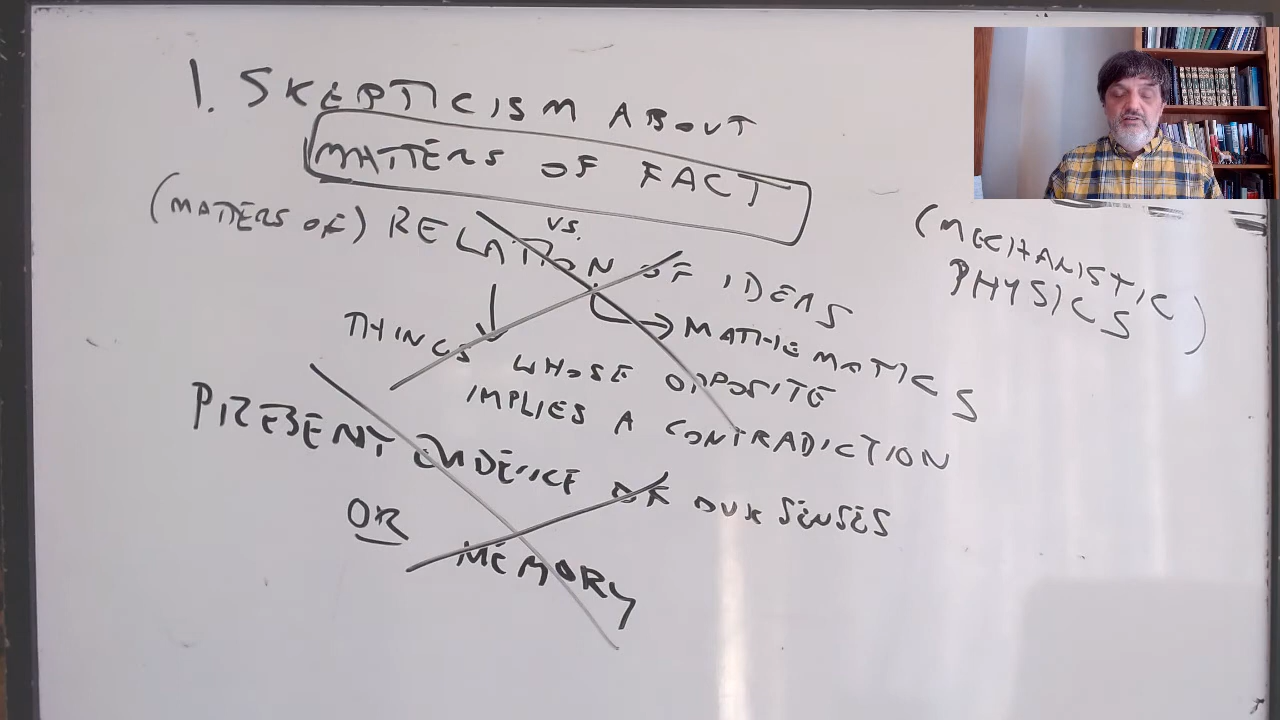 1. SKEPTICISM ABOUT
MATTERS OF FACT
VS.
(MATTERS OF) RELATION OF IDEAS
(MECHANISTIC
PHYSICS)
MATHEMATICS
THINGS WHOSE OPPOSITE
IMPLIES A CONTRADICTION
PRESENT EVIDENCE OF OUR SENSES
OR MEMORY